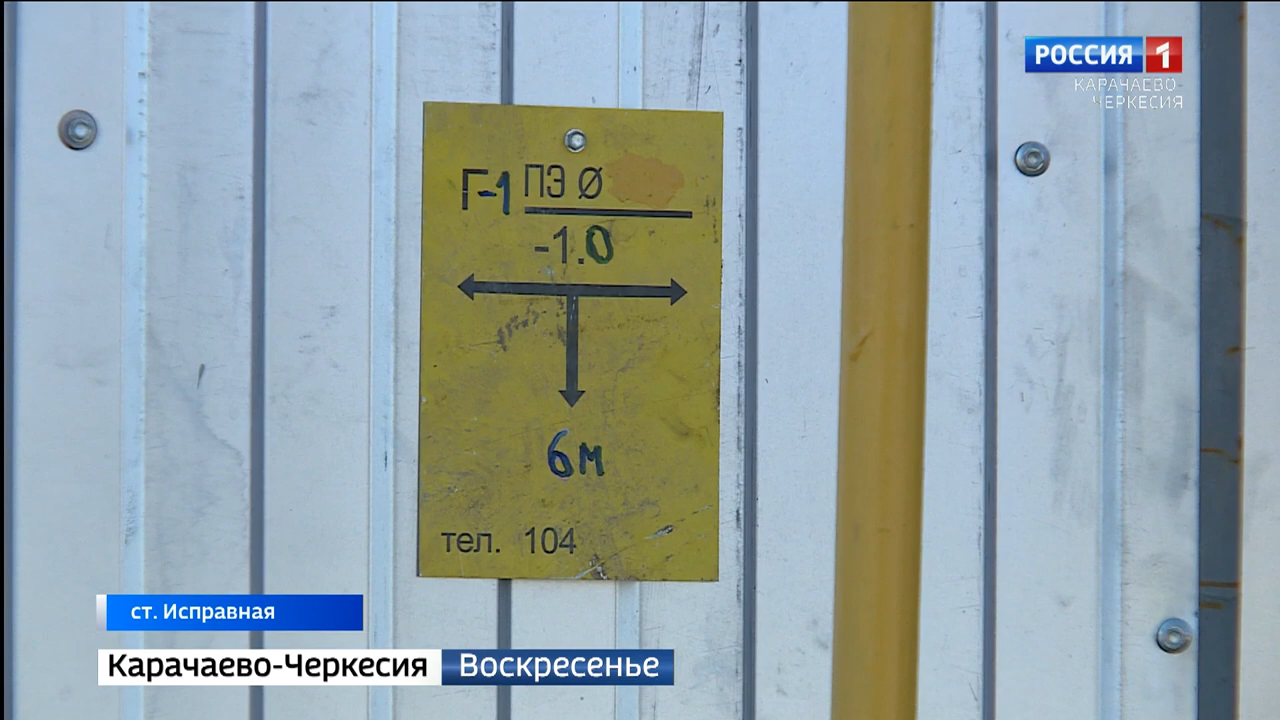 РОССИЯ 1
КАРАЧАЕВО-
ЧЕРКЕСИЯ
Г-1 ПЭ Ø
-1.0
6м
тел. 104
ст. Исправная
Карачаево-Черкесия Воскресенье